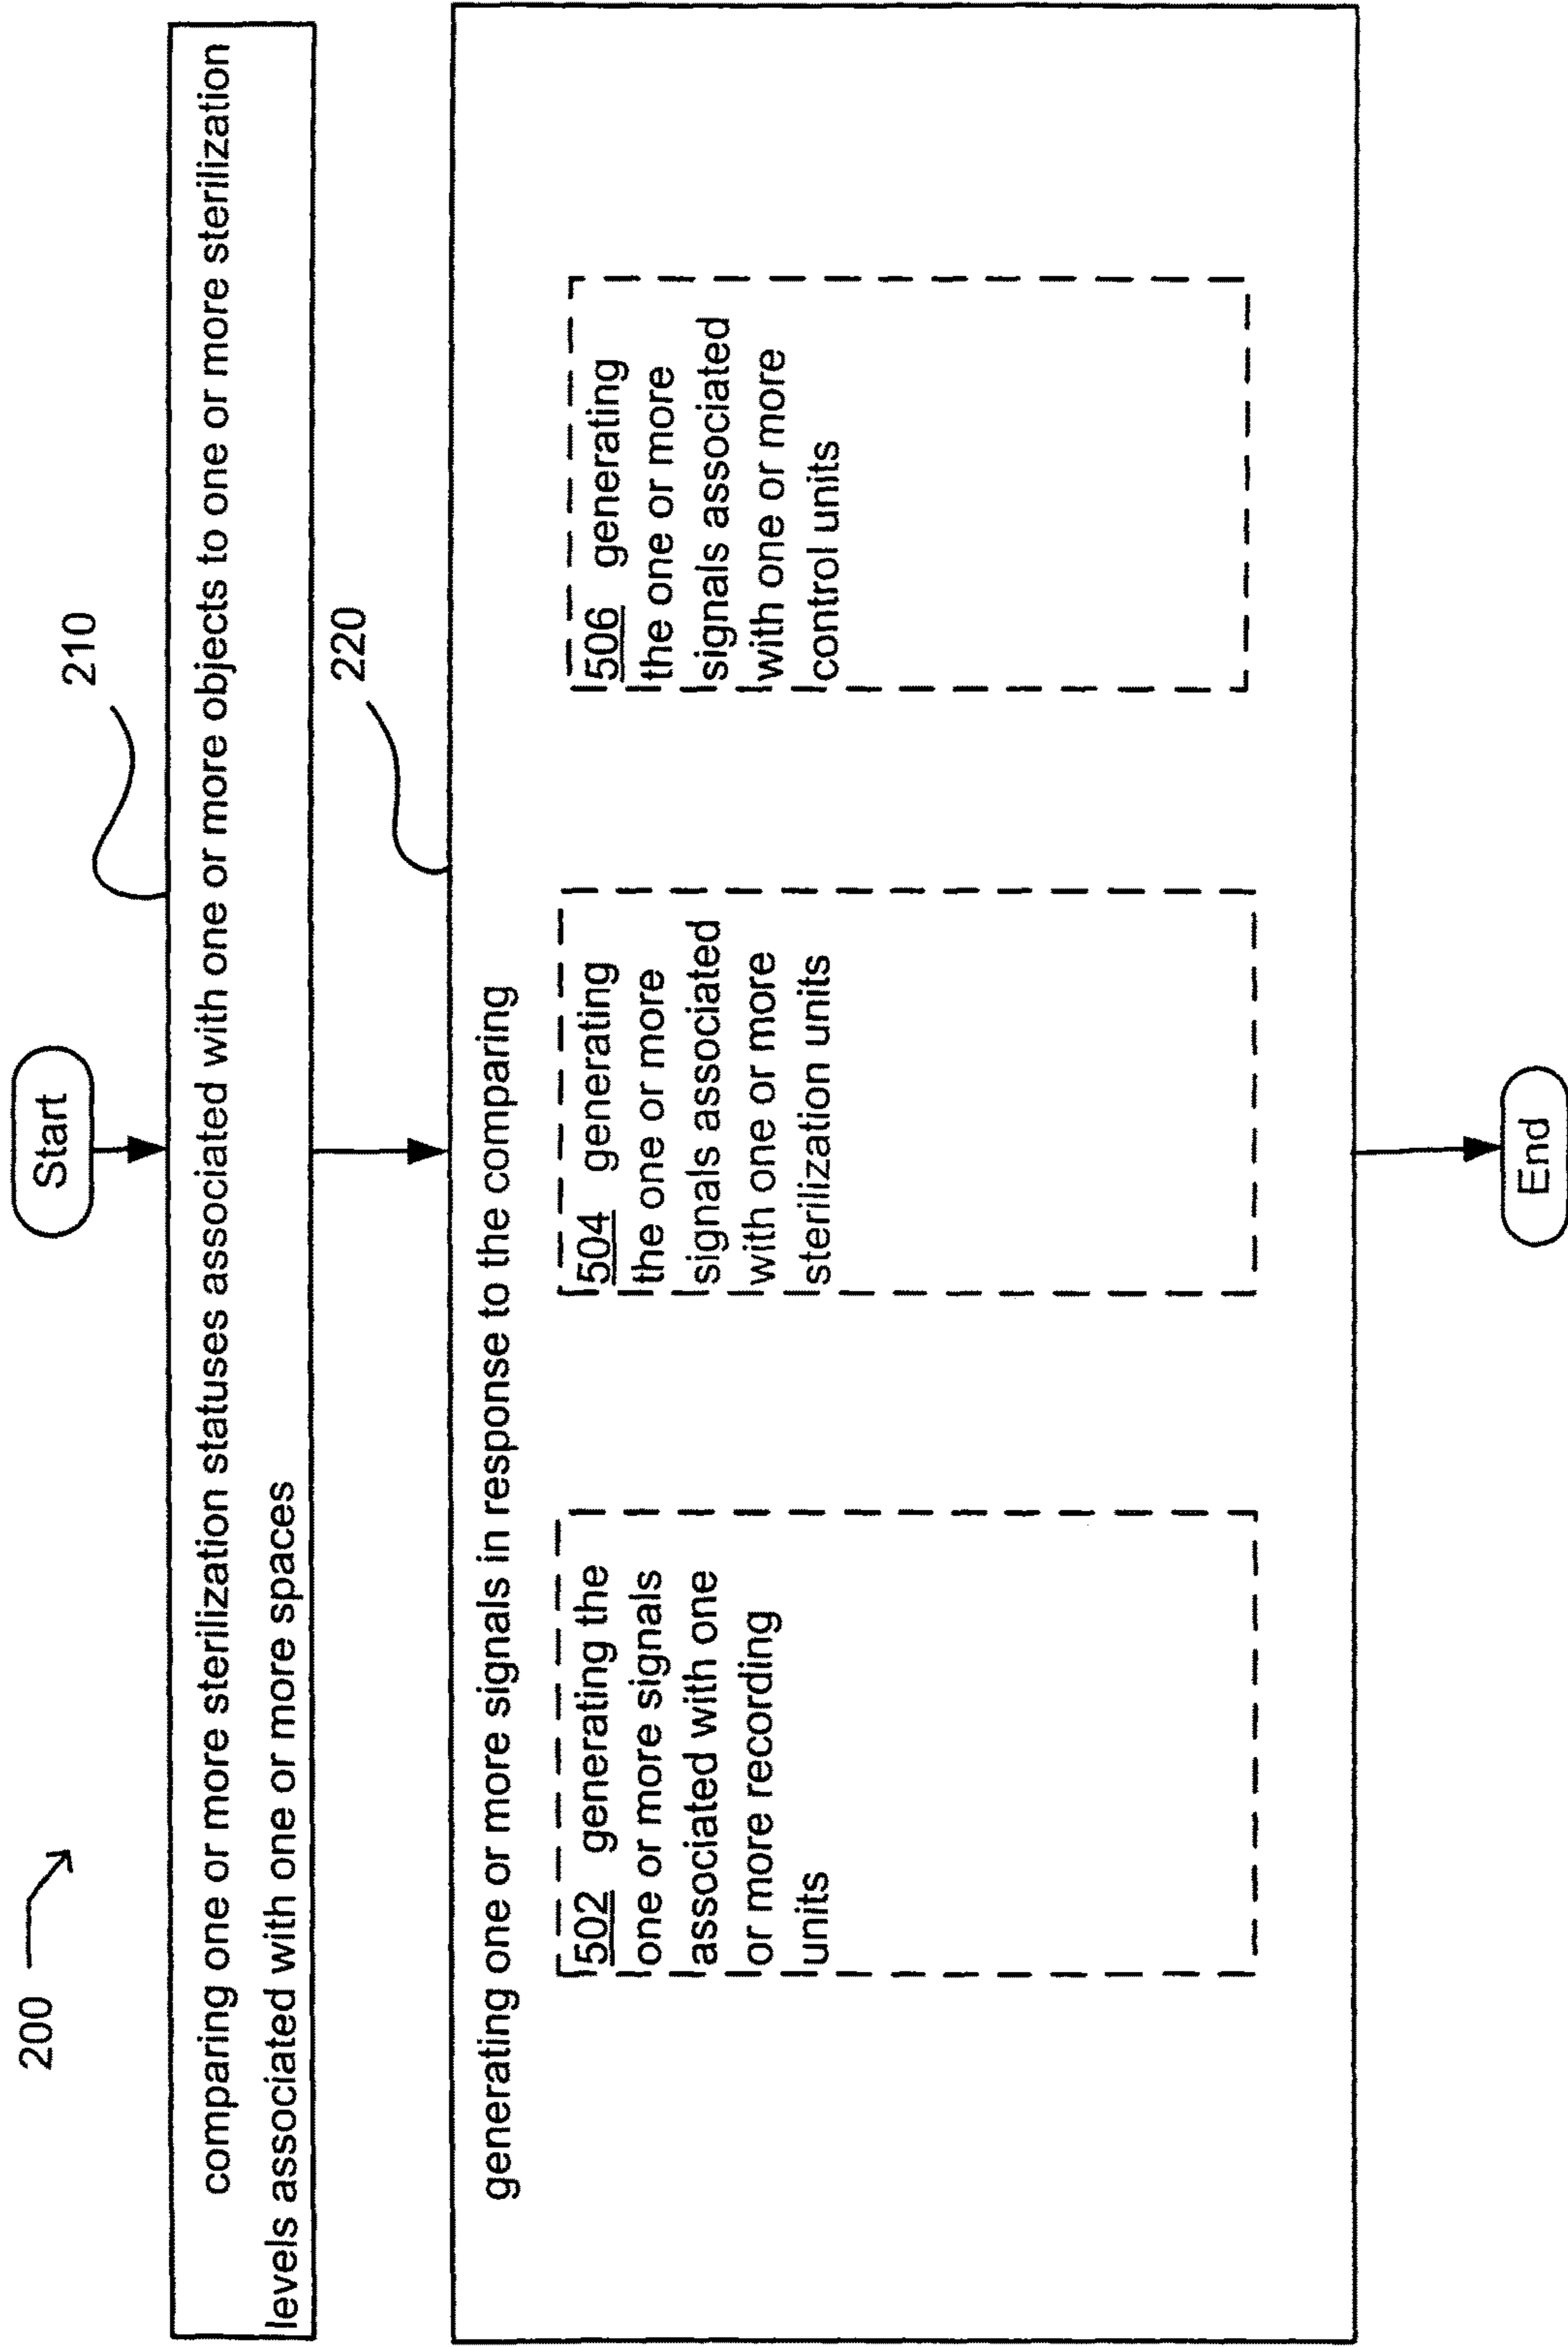 200
Start
210
comparing one or more sterilization statuses associated with one or more objects to one or more sterilization
levels associated with one or more spaces
220
generating one or more signals in response to the comparing
502 generating the
one or more signals
associated with one
or more recording
units
504 generating
the one or more
signals associated
with one or more
sterilization units
506 generating
the one or more
signals associated
with one or more
control units
End